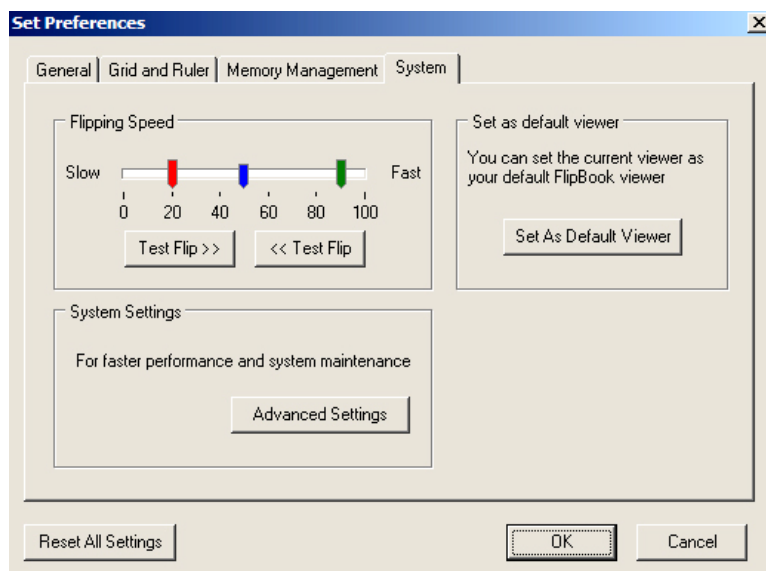 Set Preferences
General Grid and Ruler Memory Management System
Flipping Speed
Slow Fast
0 20 40 60 80 100
Test Flip >> << Test Flip
Set as default viewer
You can set the current viewer as
your default FlipBook viewer
Set As Default Viewer
System Settings
For faster performance and system maintenance
Advanced Settings
Reset All Settings OK Cancel